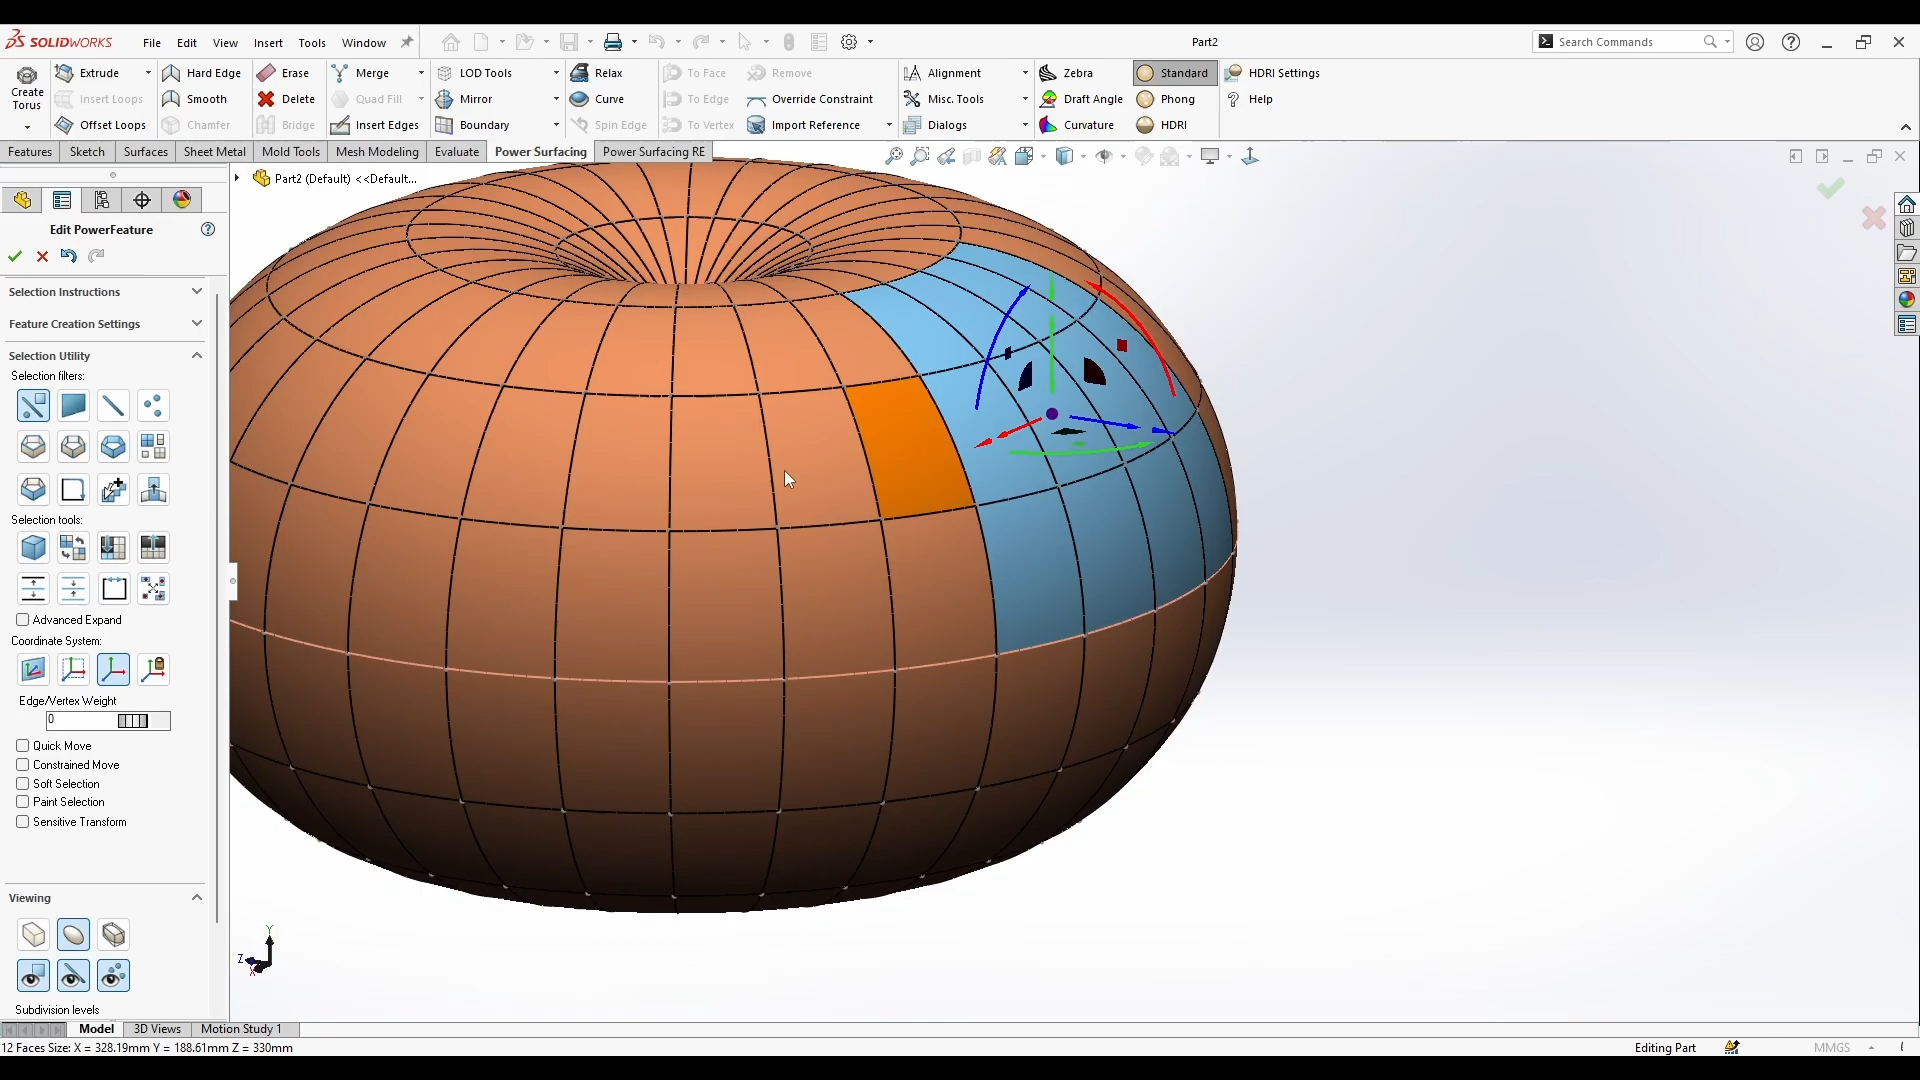 SOLIDWORKS File Edit View Insert Tools Window Part2 Search Commands
Create Torus
Extrude Hard Edge Erase Merge LOD Tools Relax To Face Remove Alignment Zebra Standard HDRI Settings
Insert Loops Smooth Delete Quad Fill Mirror Curve To Edge Override Constraint Misc. Tools Draft Angle Phong Help
Offset Loops Chamfer Bridge Insert Edges Boundary Spin Edge To Vertex Import Reference Dialogs Curvature HDRI
Features Sketch Surfaces Sheet Metal Mold Tools Mesh Modeling Evaluate Power Surfacing Power Surfacing RE
Part2 (Default) <<Default...
Edit PowerFeature
Selection Instructions
Feature Creation Settings
Selection Utility
Selection filters:
Selection tools:
Advanced Expand
Coordinate System:
Edge/Vertex Weight
0
Quick Move
Constrained Move
Soft Selection
Paint Selection
Sensitive Transform
Viewing
Y
Z
X
Subdivision levels
Model 3D Views Motion Study 1
12 Faces Size: X = 328.19mm Y = 188.61mm Z = 330mm Editing Part MMGS